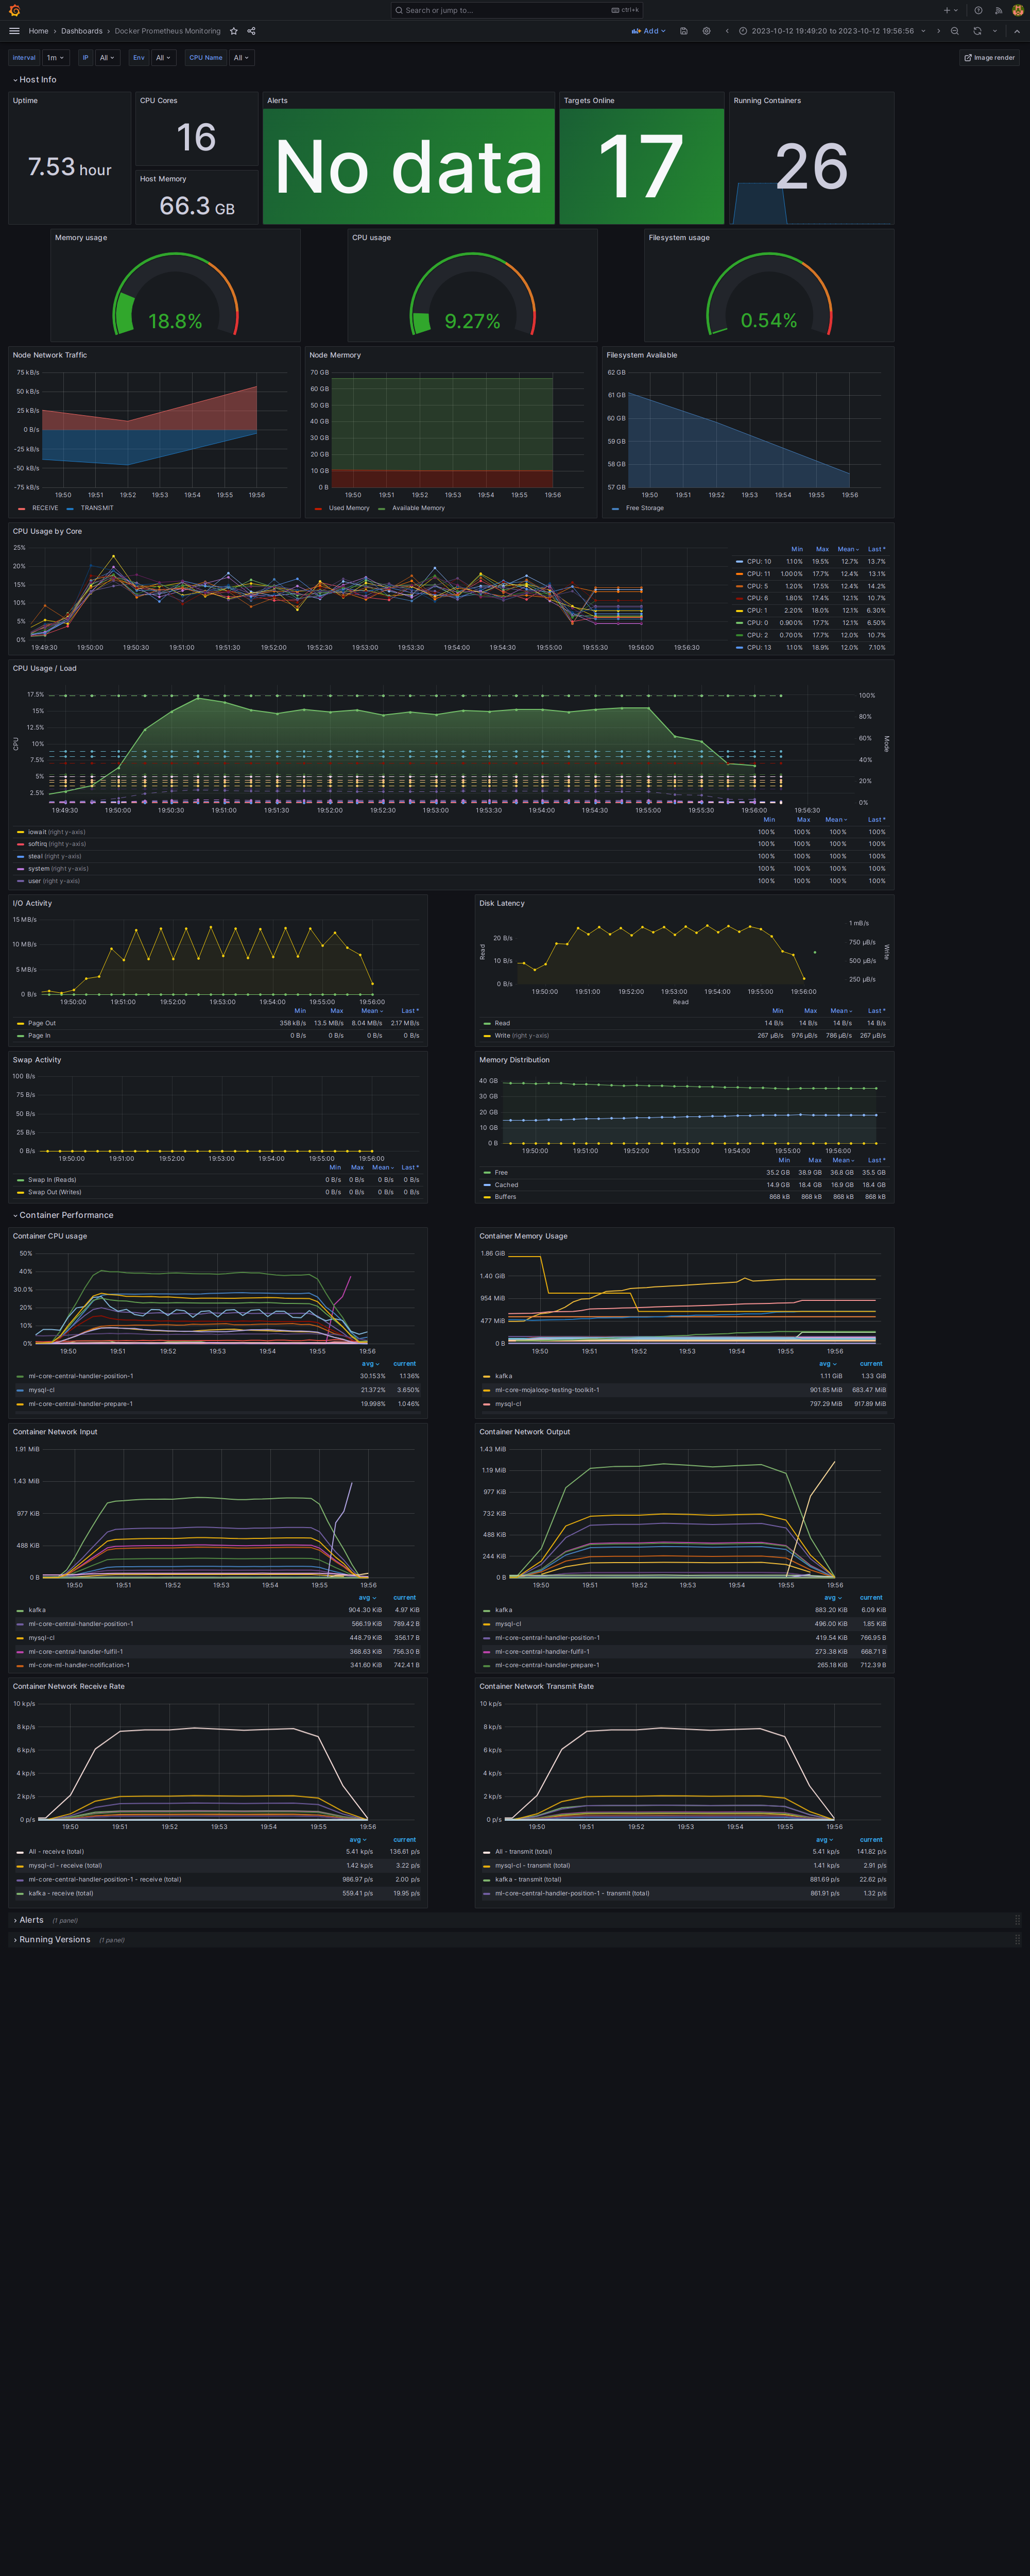 Search or jump to... ctrl+k
Home › Dashboards › Docker Prometheus Monitoring Add 2023-10-12 19:49:20 to 2023-10-12 19:56:56
Interval 1m IP All Env All CPU Name All Image render
Host Info
Uptime CPU Cores Alerts Targets Online Running Containers
7.53 hour 16 No data 17 26
Host Memory
66.3 GB
Memory usage CPU usage Filesystem usage
18.8% 9.27% 0.54%
Node Network Traffic Node Mermory Filesystem Available
75 kB/s 70 GB 62 GB
50 kB/s 60 GB 61 GB
25 kB/s 50 GB 60 GB
0 B/s 40 GB 59 GB
-25 kB/s 30 GB 58 GB
-50 kB/s 20 GB 57 GB
-75 kB/s 10 GB
0 B
19:50 19:51 19:52 19:53 19:54 19:55 19:56 19:50 19:51 19:52 19:53 19:54 19:55 19:56 19:50 19:51 19:52 19:53 19:54 19:55 19:56
RECEIVE TRANSMIT Used Memory Available Memory Free Storage
CPU Usage by Core
25%
20%
15%
10%
5%
0%
19:49:30 19:50:00 19:50:30 19:51:00 19:51:30 19:52:00 19:52:30 19:53:00 19:53:30 19:54:00 19:54:30 19:55:00 19:55:30 19:56:00 19:56:30
Min Max Mean Last *
CPU: 10 1.10% 19.5% 12.7% 13.7%
CPU: 11 1.000% 17.7% 12.4% 13.1%
CPU: 5 1.20% 17.5% 12.4% 14.2%
CPU: 6 1.80% 17.4% 12.1% 10.7%
CPU: 1 2.20% 18.0% 12.1% 6.30%
CPU: 0 0.900% 17.7% 12.1% 6.50%
CPU: 2 0.700% 17.7% 12.0% 10.7%
CPU: 13 1.10% 18.9% 12.0% 7.10%
CPU Usage / Load
17.5% 100%
15% 80%
12.5% 60%
10% 40%
7.5% 20%
5% 0%
2.5%
CPU Mode
19:49:30 19:50:00 19:50:30 19:51:00 19:51:30 19:52:00 19:52:30 19:53:00 19:53:30 19:54:00 19:54:30 19:55:00 19:55:30 19:56:00 19:56:30
Min Max Mean Last *
iowait (right y-axis) 100% 100% 100% 100%
softirq (right y-axis) 100% 100% 100% 100%
steal (right y-axis) 100% 100% 100% 100%
system (right y-axis) 100% 100% 100% 100%
user (right y-axis) 100% 100% 100% 100%
I/O Activity
15 MB/s
10 MB/s
5 MB/s
0 B/s
19:50:00 19:51:00 19:52:00 19:53:00 19:54:00 19:55:00 19:56:00
Min Max Mean Last *
Page Out 358 kB/s 13.5 MB/s 8.04 MB/s 2.17 MB/s
Page In 0 B/s 0 B/s 0 B/s 0 B/s
Disk Latency
20 B/s 1 mB/s
10 B/s 750 µB/s
0 B/s 500 µB/s
250 µB/s
Read Write
19:50:00 19:51:00 19:52:00 19:53:00 19:54:00 19:55:00 19:56:00
Read
Min Max Mean Last *
Read 14 B/s 14 B/s 14 B/s 14 B/s
Write (right y-axis) 267 µB/s 976 µB/s 786 µB/s 267 µB/s
Swap Activity
100 B/s
75 B/s
50 B/s
25 B/s
0 B/s
19:50:00 19:51:00 19:52:00 19:53:00 19:54:00 19:55:00 19:56:00
Min Max Mean Last *
Swap In (Reads) 0 B/s 0 B/s 0 B/s 0 B/s
Swap Out (Writes) 0 B/s 0 B/s 0 B/s 0 B/s
Memory Distribution
40 GB
30 GB
20 GB
10 GB
0 B
19:50:00 19:51:00 19:52:00 19:53:00 19:54:00 19:55:00 19:56:00
Min Max Mean Last *
Free 35.2 GB 38.9 GB 36.8 GB 35.5 GB
Cached 14.9 GB 18.4 GB 16.9 GB 18.4 GB
Buffers 868 kB 868 kB 868 kB 868 kB
Container Performance
Container CPU usage
50%
40%
30.0%
20%
10%
0%
19:50 19:51 19:52 19:53 19:54 19:55 19:56
avg current
ml-core-central-handler-position-1 30.153% 1.136%
mysql-cl 21.372% 3.650%
ml-core-central-handler-prepare-1 19.998% 1.046%
Container Memory Usage
1.86 GiB
1.40 GiB
954 MiB
477 MiB
0 B
19:50 19:51 19:52 19:53 19:54 19:55 19:56
avg current
kafka 1.11 GiB 1.33 GiB
ml-core-mojaloop-testing-toolkit-1 901.85 MiB 683.47 MiB
mysql-cl 797.29 MiB 917.89 MiB
Container Network Input
1.91 MiB
1.43 MiB
977 KiB
488 KiB
0 B
19:50 19:51 19:52 19:53 19:54 19:55 19:56
avg current
kafka 904.30 KiB 4.97 KiB
ml-core-central-handler-position-1 566.19 KiB 789.42 B
mysql-cl 448.79 KiB 356.17 B
ml-core-central-handler-fulfil-1 368.63 KiB 756.30 B
ml-core-ml-handler-notification-1 341.60 KiB 742.41 B
Container Network Output
1.43 MiB
1.19 MiB
977 KiB
732 KiB
488 KiB
244 KiB
0 B
19:50 19:51 19:52 19:53 19:54 19:55 19:56
avg current
kafka 883.20 KiB 6.09 KiB
mysql-cl 496.00 KiB 1.85 KiB
ml-core-central-handler-position-1 419.54 KiB 766.95 B
ml-core-central-handler-fulfil-1 273.38 KiB 668.71 B
ml-core-central-handler-prepare-1 265.18 KiB 712.39 B
Container Network Receive Rate
10 kp/s
8 kp/s
6 kp/s
4 kp/s
2 kp/s
0 p/s
19:50 19:51 19:52 19:53 19:54 19:55 19:56
avg current
All - receive (total) 5.41 kp/s 136.61 p/s
mysql-cl - receive (total) 1.42 kp/s 3.22 p/s
ml-core-central-handler-position-1 - receive (total) 986.97 p/s 2.00 p/s
kafka - receive (total) 559.41 p/s 19.95 p/s
Container Network Transmit Rate
10 kp/s
8 kp/s
6 kp/s
4 kp/s
2 kp/s
0 p/s
19:50 19:51 19:52 19:53 19:54 19:55 19:56
avg current
All - transmit (total) 5.41 kp/s 141.82 p/s
mysql-cl - transmit (total) 1.41 kp/s 2.91 p/s
kafka - transmit (total) 881.69 p/s 22.62 p/s
ml-core-central-handler-position-1 - transmit (total) 861.91 p/s 1.32 p/s
Alerts (1 panel)
Running Versions (1 panel)